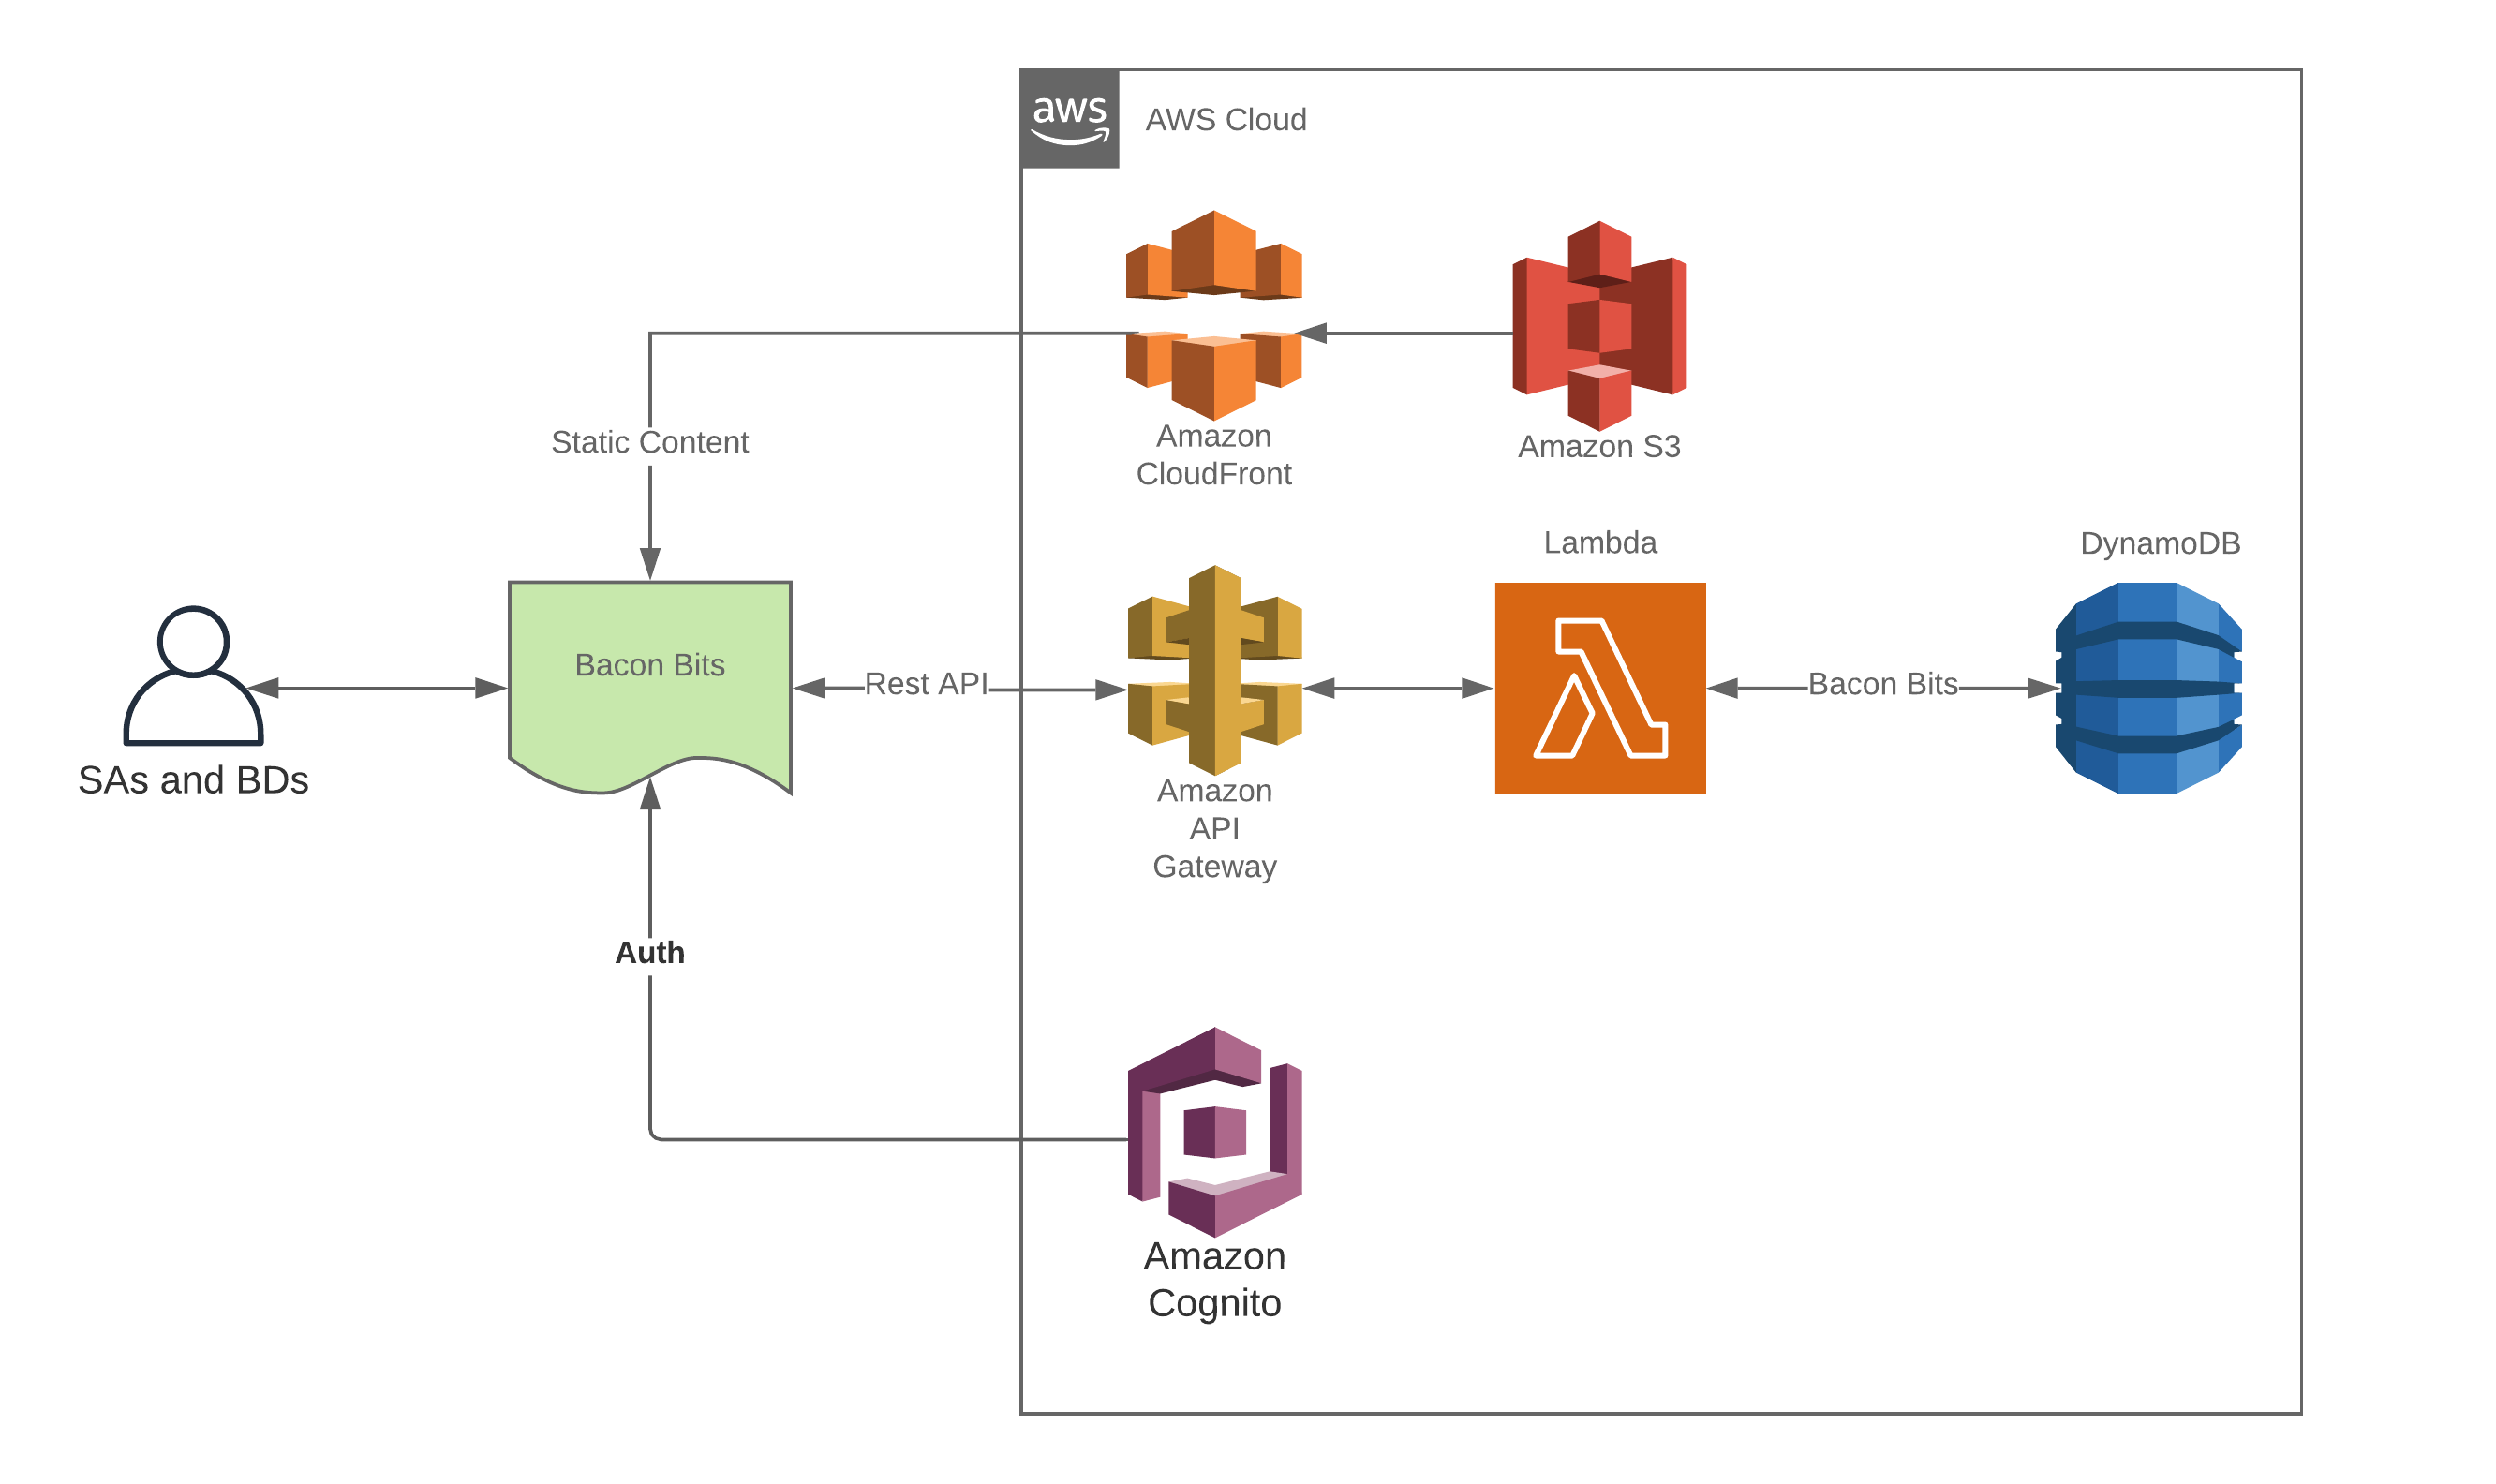 aws
AWS Cloud
Amazon
CloudFront
Amazon S3
Static Content
Lambda
DynamoDB
Bacon Bits
Rest API
Bacon Bits
SAs and BDs
Amazon
API
Gateway
Auth
Amazon
Cognito